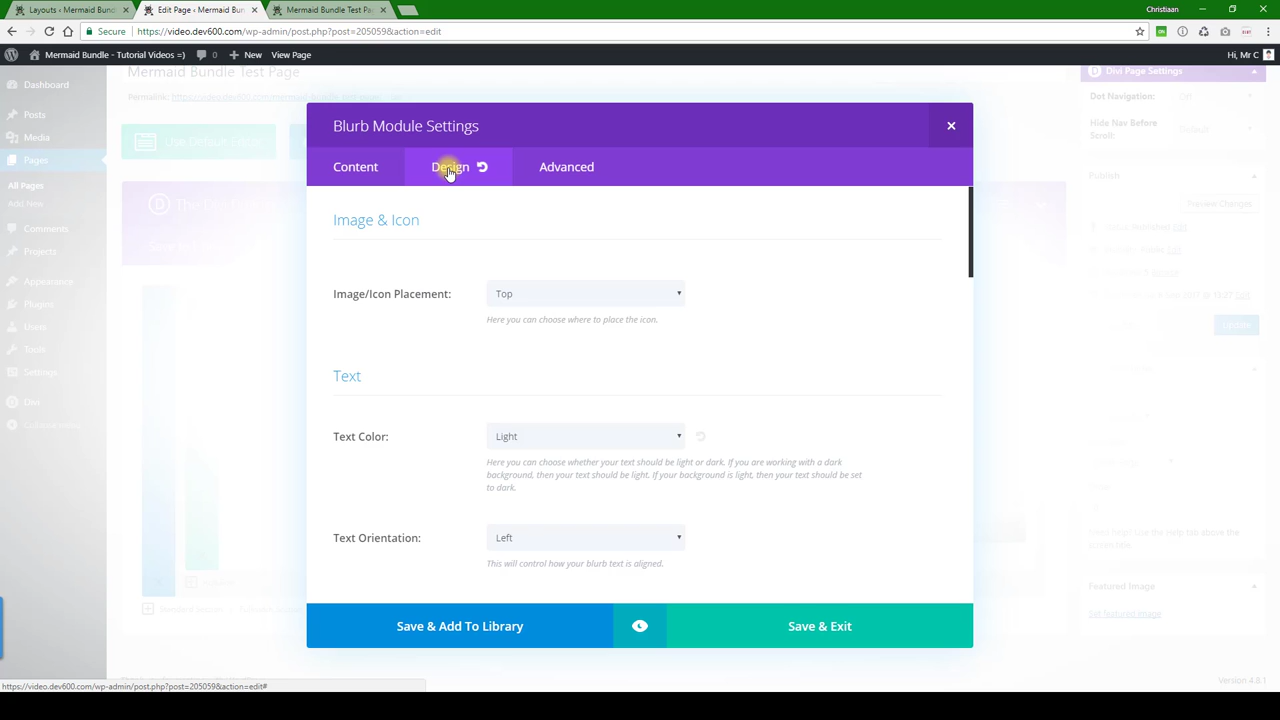 Layouts ‹ Mermaid Bund
Edit Page ‹ Mermaid Bun
Mermaid Bundle Test Pa
Christiaan
Secure
https://video.dev600.com/wp-admin/post.php?post=205059&action=edit
Mermaid Bundle - Tutorial Videos =)
0
New
View Page
Hi, Mr C
Mermaid Bundle Test Page
Dashboard
Posts
Media
Pages
All Pages
Add New
Comments
Projects
Appearance
Plugins
Users
Tools
Settings
Divi
Divi Page Settings
Dot Navigation:
Off
Hide Nav Before Scroll:
Default
Publish
Preview Changes
Update
Featured Image
Set featured image
Version 4.8.1
Blurb Module Settings
Content
Design
Advanced
Image & Icon
Image/Icon Placement:
Top
Here you can choose where to place the icon.
Text
Text Color:
Light
Here you can choose whether your text should be light or dark. If you are working with a dark
background, then your text should be light. If your background is light, then your text should be set
to dark.
Text Orientation:
Left
This will control how your blurb text is aligned.
Save & Add To Library
Save & Exit
https://video.dev600.com/wp-admin/post.php?post=205059&action=edit#